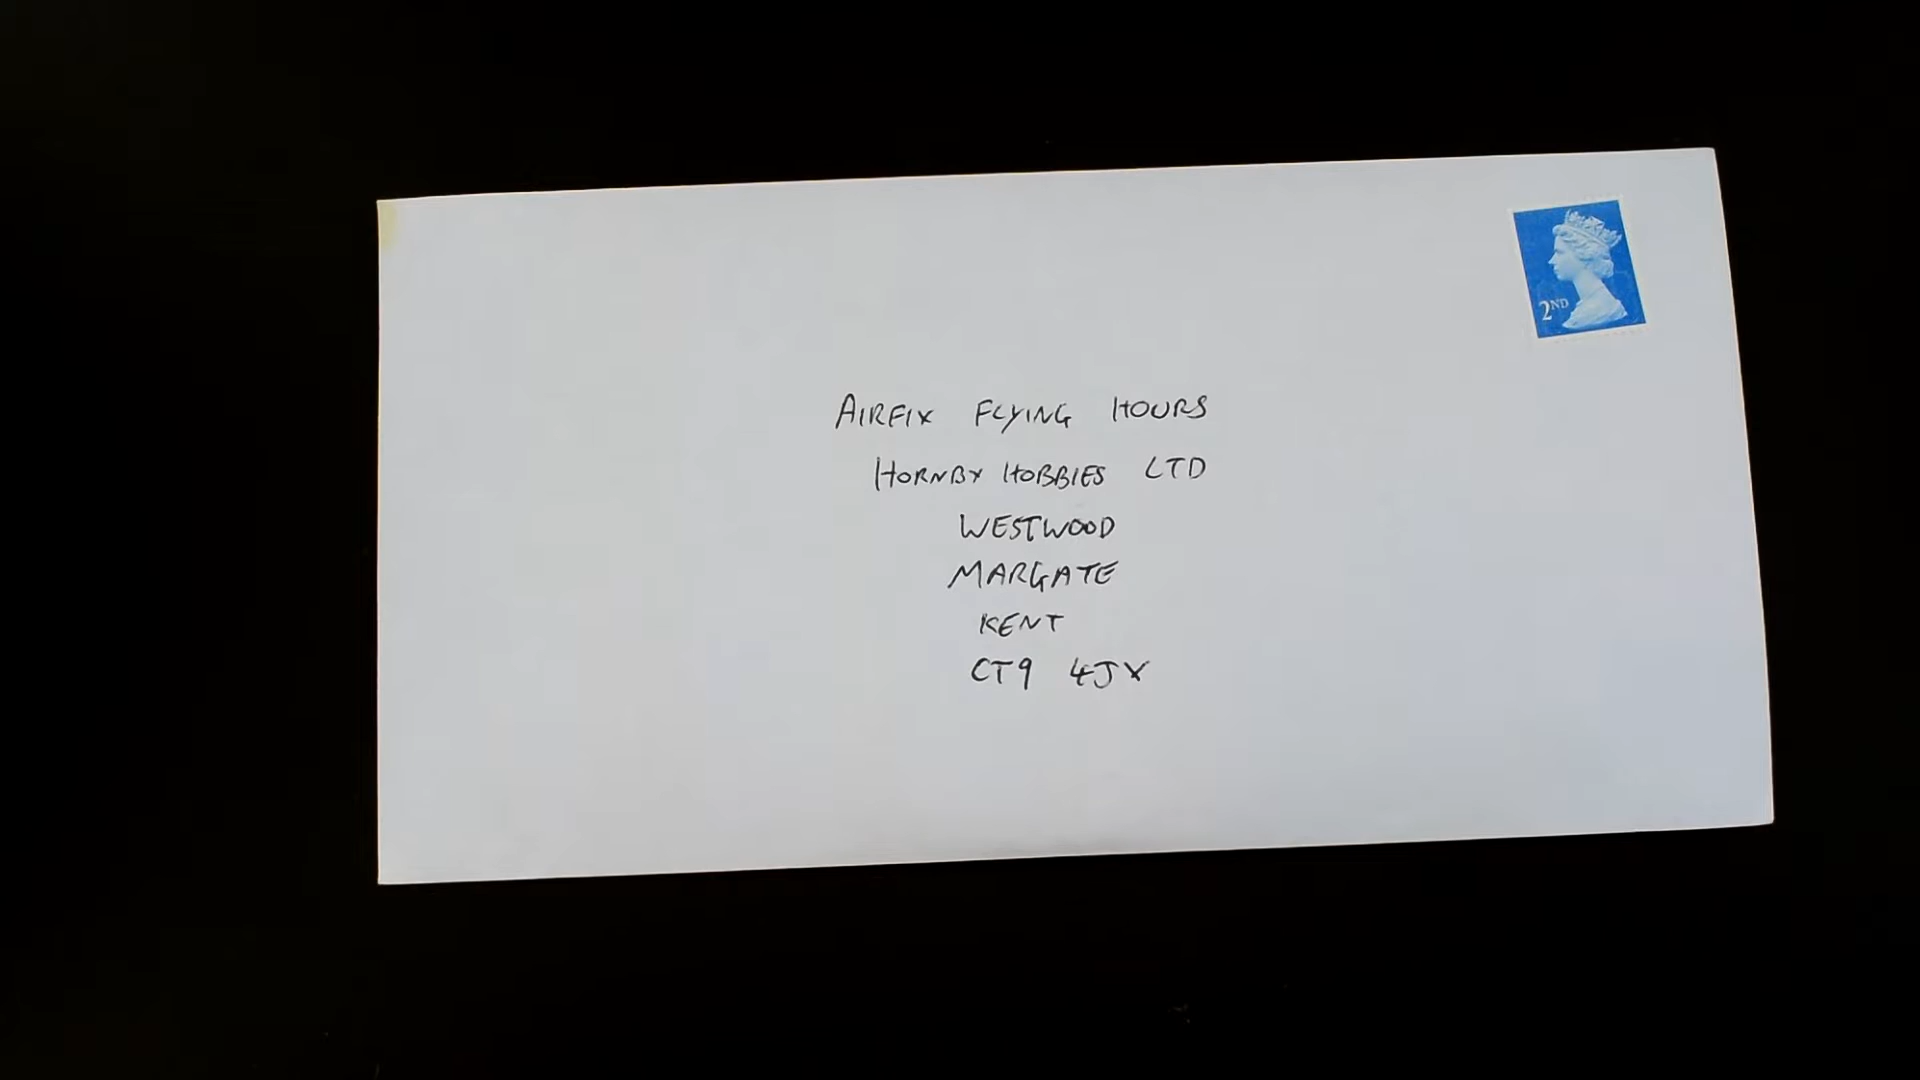 2ND
AIRFIX FLYING HOURS
HORNBY HOBBIES LTD
WESTWOOD
MARGATE
KENT
CT9 4JX